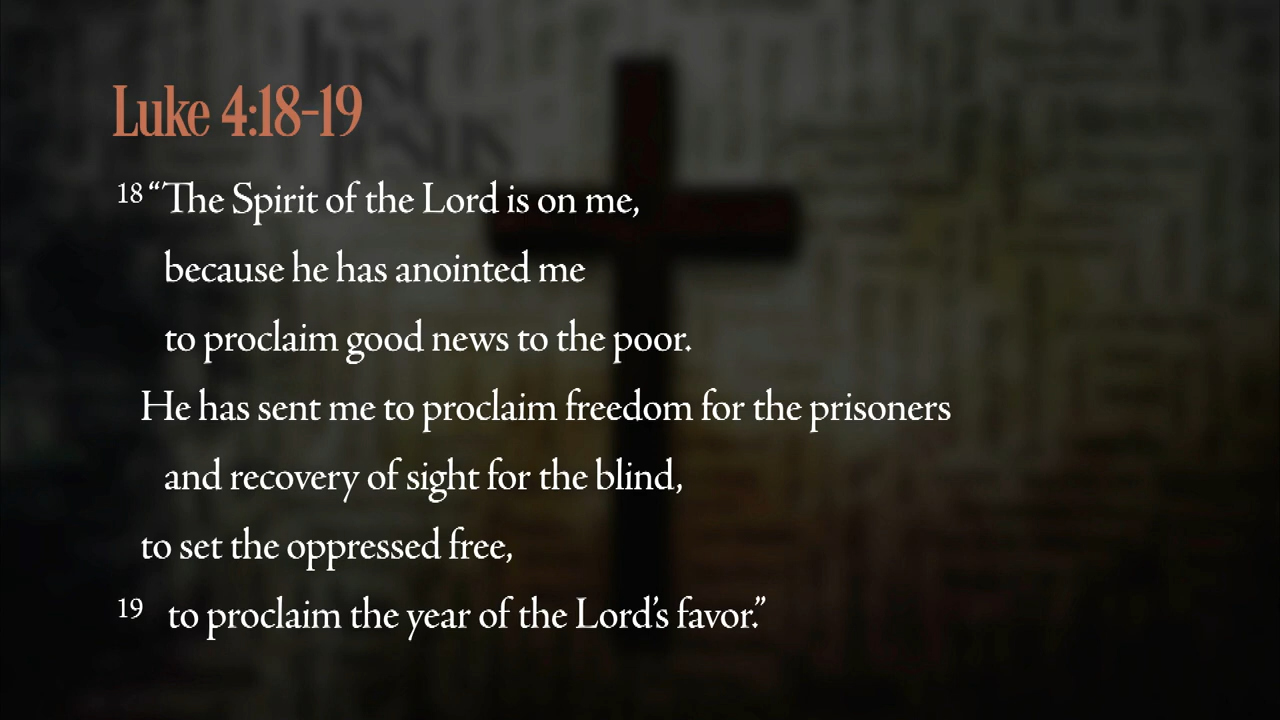 Luke 4:18-19
18 “The Spirit of the Lord is on me,
because he has anointed me
to proclaim good news to the poor.
He has sent me to proclaim freedom for the prisoners
and recovery of sight for the blind,
to set the oppressed free,
19 to proclaim the year of the Lord’s favor.”